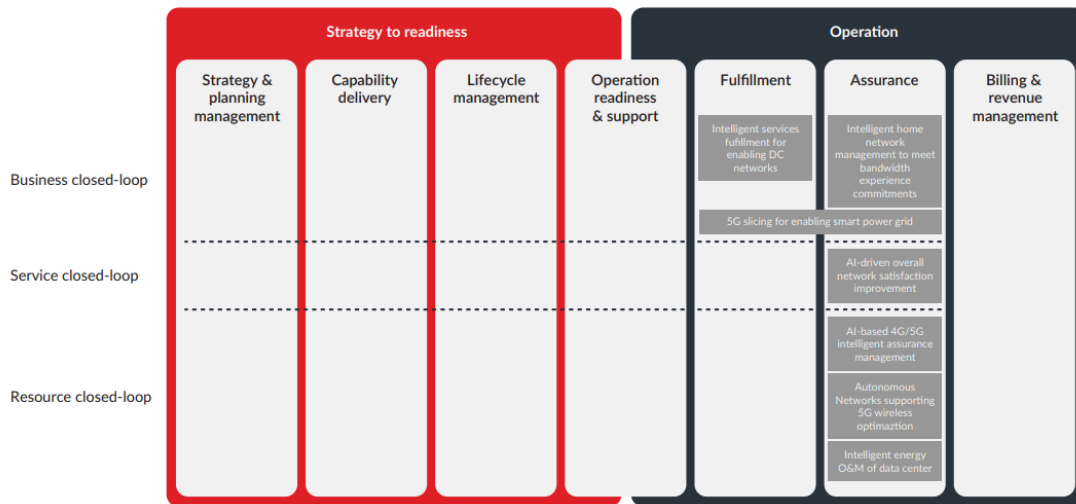 Strategy to readiness
Operation
Strategy &
planning
management
Capability
delivery
Lifecycle
management
Operation
readiness
& support
Fulfillment
Assurance
Billing &
revenue
management
Business closed-loop
Intelligent services
fufillment for
enabling DC
networks
Intelligent home
network
management to meet
bandwidth
experience
commitments
5G slicing for enabling smart power grid
Service closed-loop
AI-driven overall
network satisfaction
improvement
Resource closed-loop
AI-based 4G/5G
intelligent assurance
management
Autonomous
Networks supporting
5G wireless
optimaztion
Intelligent energy
O&M of data center